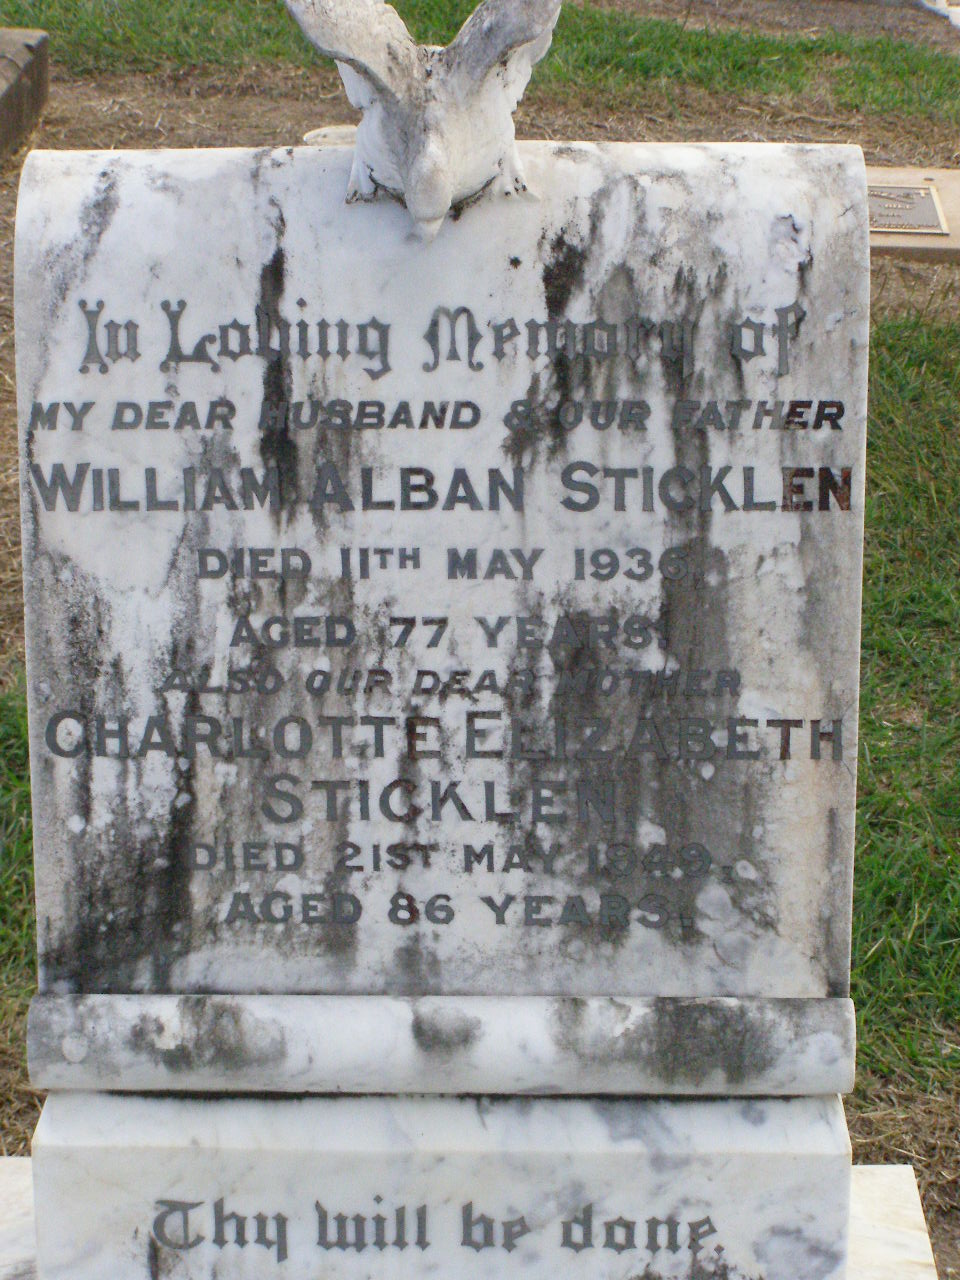 In Loving Memory of
MY DEAR HUSBAND & OUR FATHER
WILLIAM ALBAN STICKLEN
DIED 11TH MAY 1936
AGED 77 YEARS.
ALSO OUR DEAR MOTHER
CHARLOTTE ELIZABETH
STICKLEN
DIED 21ST MAY 1949.
AGED 86 YEARS.
Thy will be done.